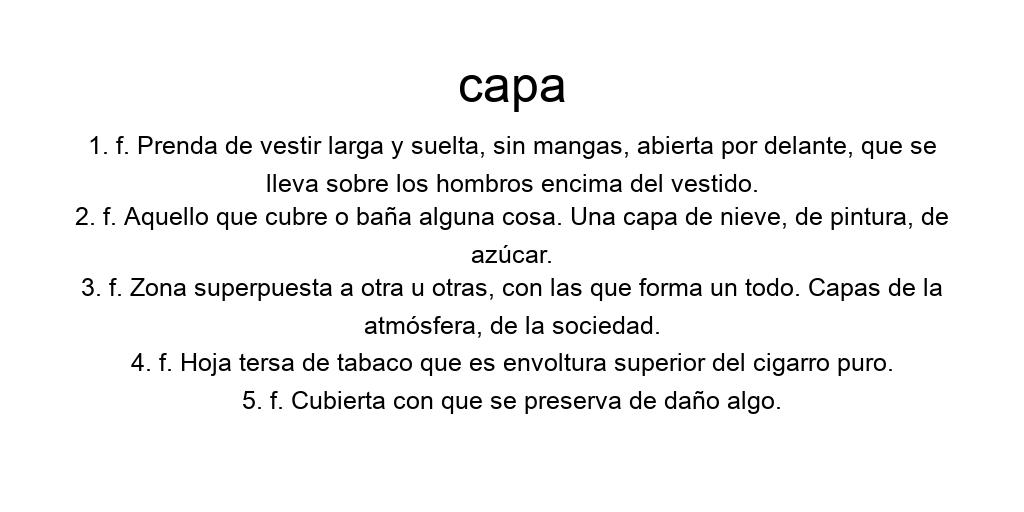 capa
1. f. Prenda de vestir larga y suelta, sin mangas, abierta por delante, que se
lleva sobre los hombros encima del vestido.
2. f. Aquello que cubre o baña alguna cosa. Una capa de nieve, de pintura, de
azúcar.
3. f. Zona superpuesta a otra u otras, con las que forma un todo. Capas de la
atmósfera, de la sociedad.
4. f. Hoja tersa de tabaco que es envoltura superior del cigarro puro.
5. f. Cubierta con que se preserva de daño algo.